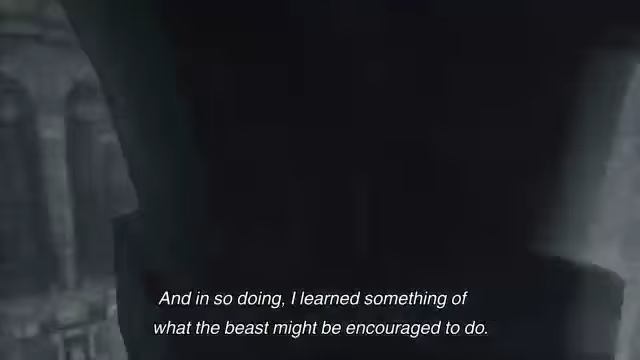 And in so doing, I learned something of
what the beast might be encouraged to do.